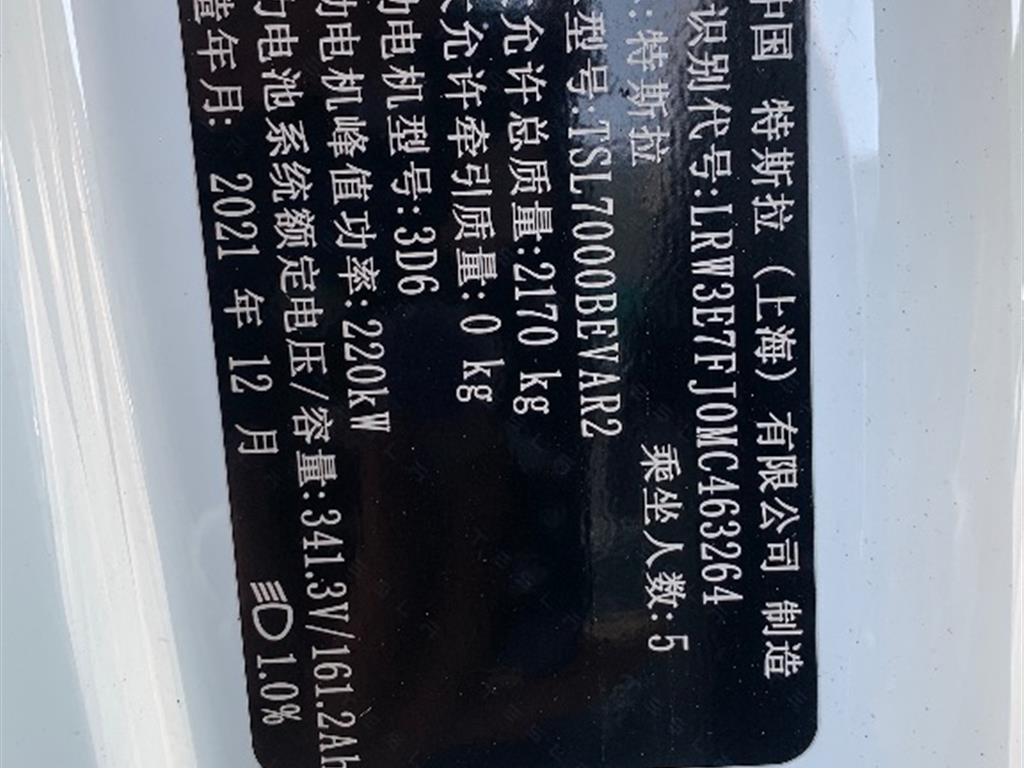 中国 特斯拉(上海)有限公司 制造
识别代号:LRW3E7FJ0MC463264
:特斯拉 乘坐人数:5
型号:TSL7000BEVAR2
允许总质量:2170 kg
允许牵引质量:0 kg
电机型号:3D6
电机峰值功率:220kW
力电池系统额定电压/容量:341.3V/161.2Ah
造年月: 2021 年 12 月
1.0%